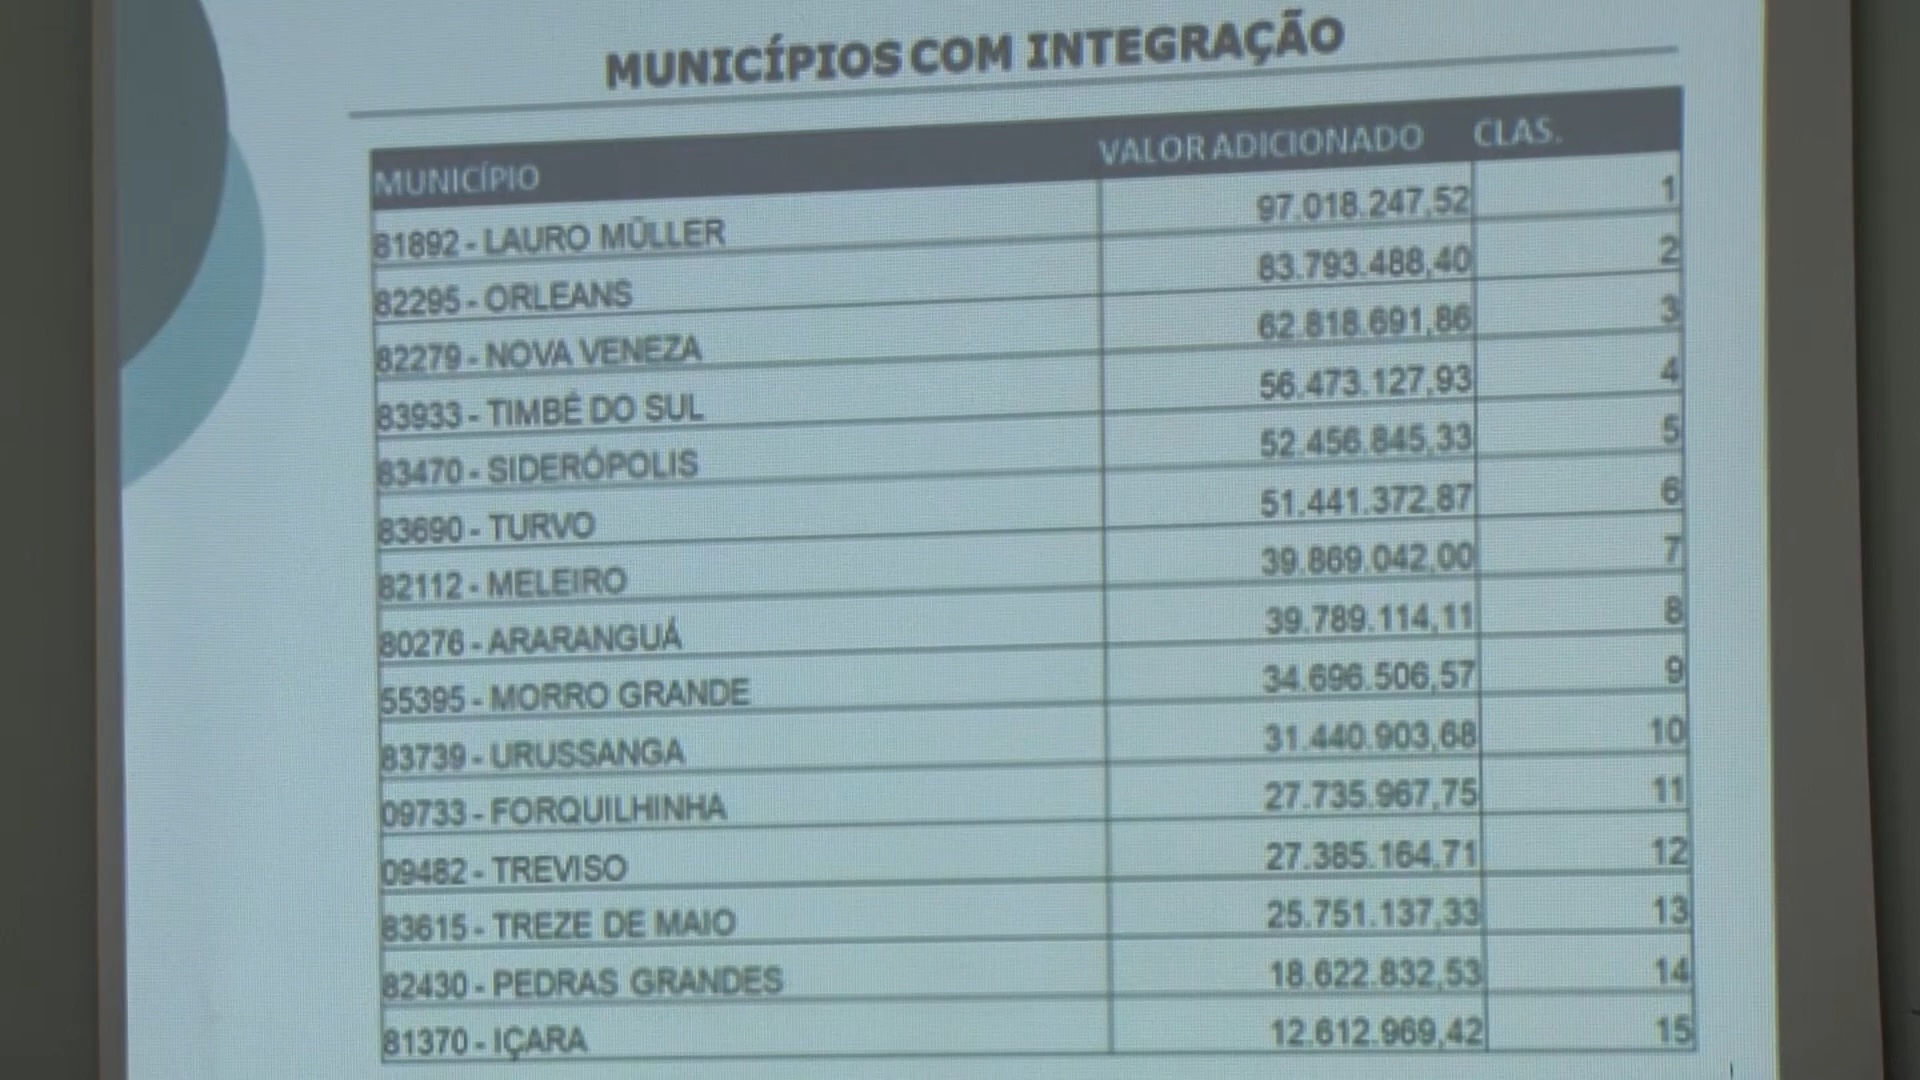 MUNICÍPIOS COM INTEGRAÇÃO
MUNICÍPIO VALOR ADICIONADO CLAS.
81892 - LAURO MÜLLER 97.018.247,52 1
82295 - ORLEANS 83.793.488,40 2
82279 - NOVA VENEZA 62.818.691,86 3
83933 - TIMBÉ DO SUL 56.473.127,93 4
83470 - SIDERÓPOLIS 52.456.845,33 5
83690 - TURVO 51.441.372,87 6
82112 - MELEIRO 39.869.042,00 7
80276 - ARARANGUÁ 39.789.114,11 8
55395 - MORRO GRANDE 34.696.506,57 9
83739 - URUSSANGA 31.440.903,68 10
09733 - FORQUILHINHA 27.735.967,75 11
09482 - TREVISO 27.385.164,71 12
83615 - TREZE DE MAIO 25.751.137,33 13
82430 - PEDRAS GRANDES 18.622.832,53 14
81370 - IÇARA 12.612.969,42 15